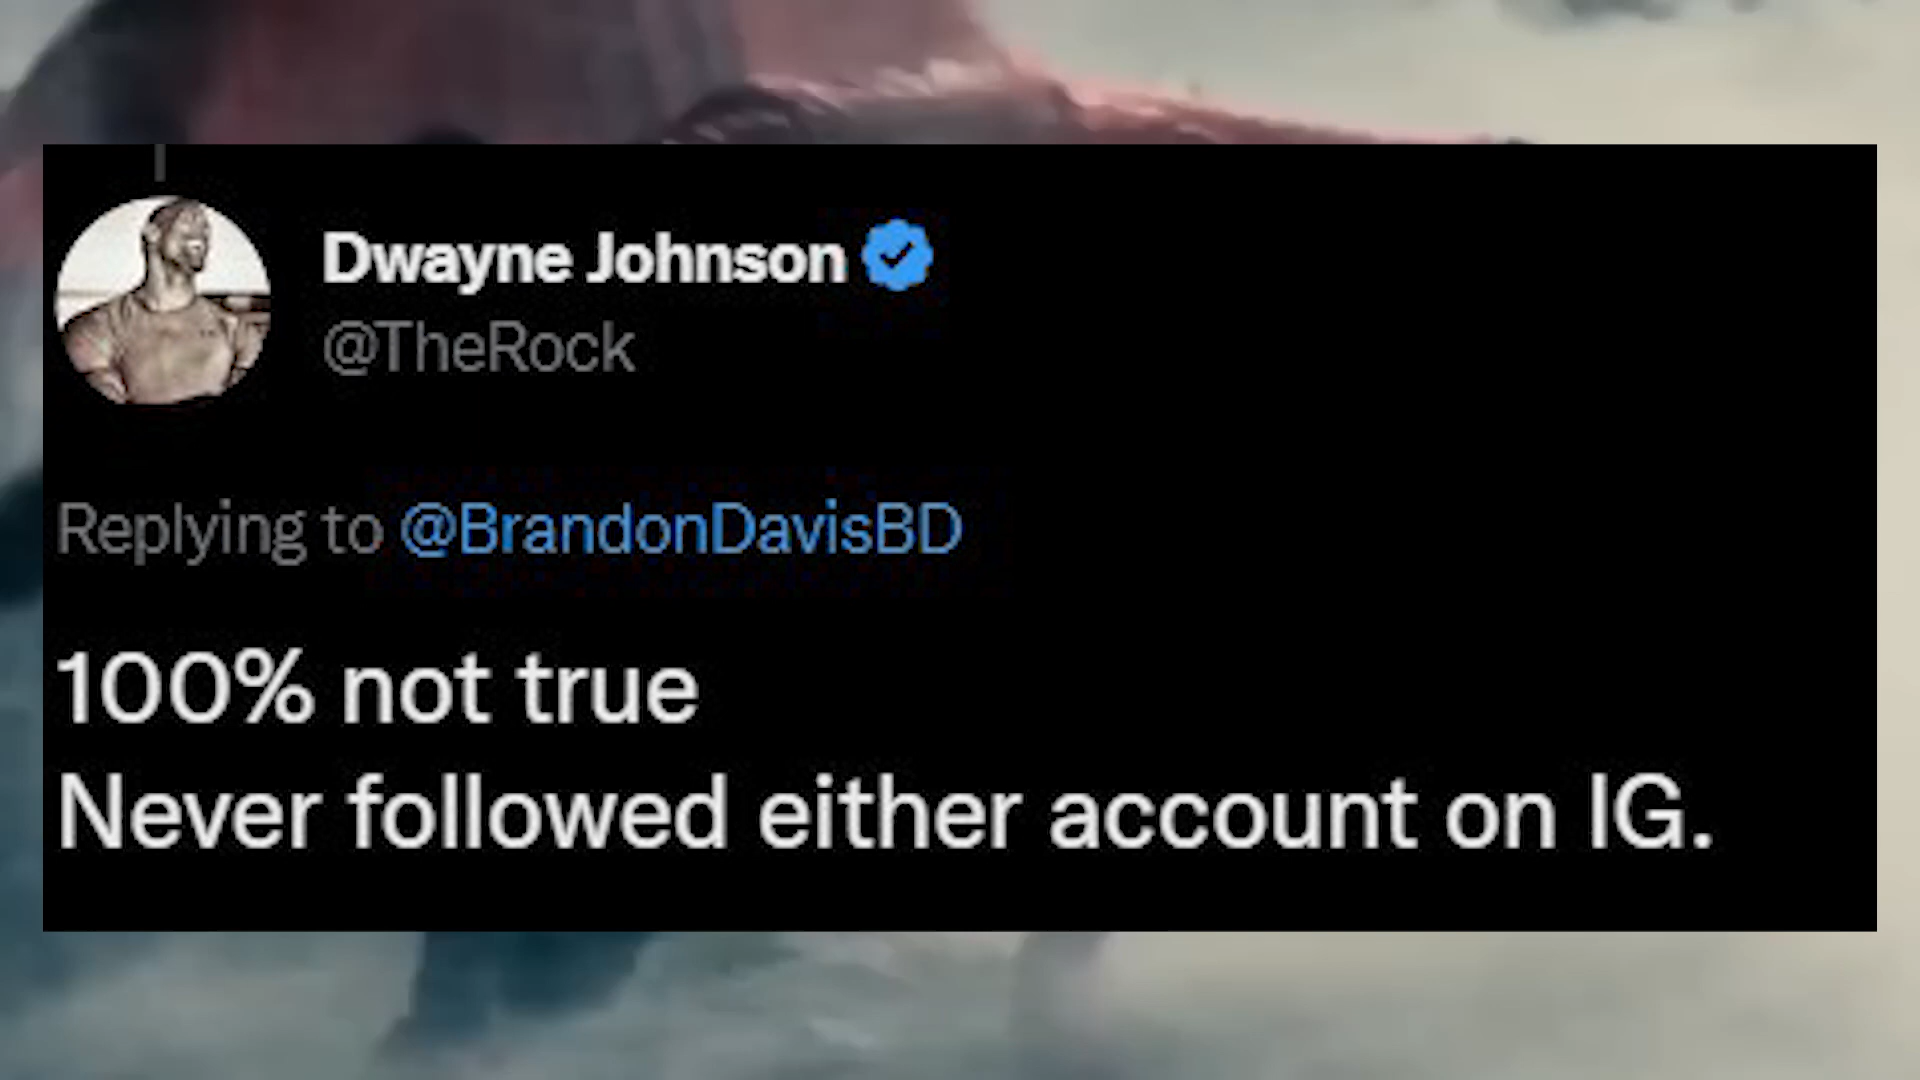 Dwayne Johnson
@TheRock
Replying to @BrandonDavisBD
100% not true
Never followed either account on IG.